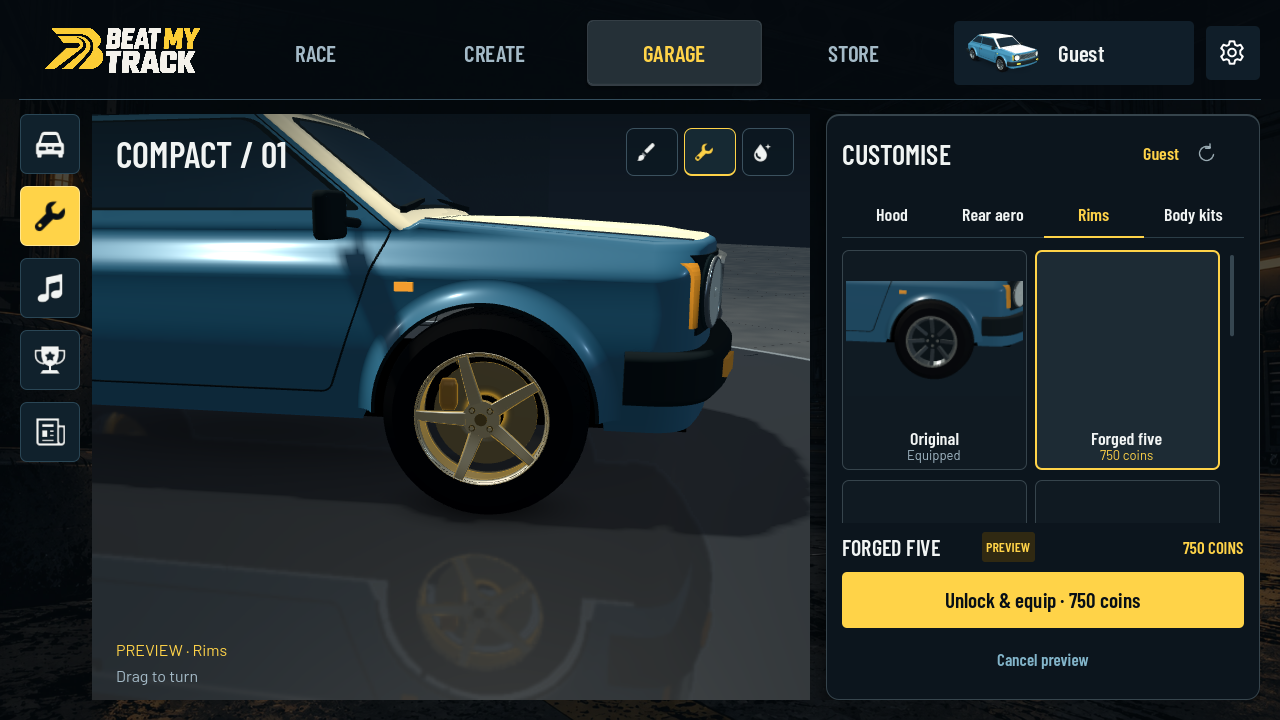 BEAT MY
TRACK
RACE
CREATE
GARAGE
STORE
Guest
COMPACT / 01
CUSTOMISE
Guest
Hood
Rear aero
Rims
Body kits
Original
Equipped
Forged five
750 coins
FORGED FIVE
PREVIEW
750 COINS
Unlock & equip · 750 coins
Cancel preview
PREVIEW · Rims
Drag to turn